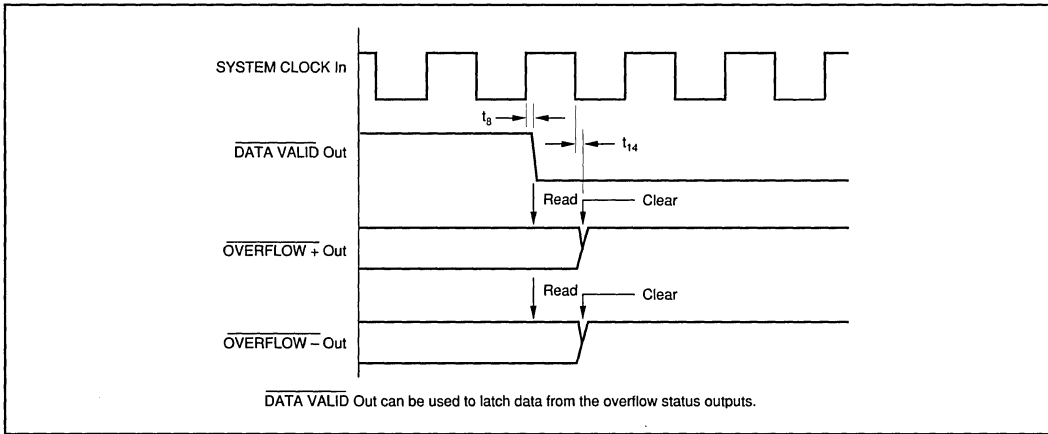 SYSTEM CLOCK In
t8
DATA VALID Out
t14
Read
Clear
OVERFLOW + Out
Read
Clear
OVERFLOW – Out
DATA VALID Out can be used to latch data from the overflow status outputs.